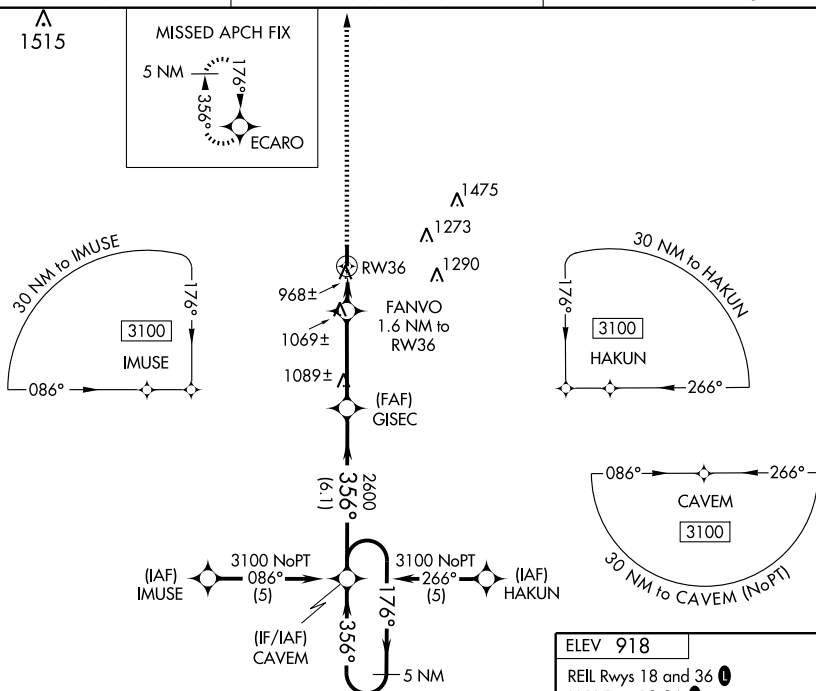 1515
MISSED APCH FIX
5 NM
176°
356°
ECARO
1475
1273
1290
RW36
968±
FANVO
1.6 NM to
RW36
1069±
1089±
(FAF)
GISEC
30 NM to IMUSE
176°
3100
IMUSE
086°
30 NM to HAKUN
176°
3100
HAKUN
266°
086°
266°
CAVEM
3100
30 NM to CAVEM (NoPT)
2600
356°
(6.1)
(IAF)
IMUSE
3100 NoPT
086°
(5)
3100 NoPT
266°
(5)
(IAF)
HAKUN
(IF/IAF)
CAVEM
356°
176°
5 NM
ELEV 918
REIL Rwys 18 and 36 L